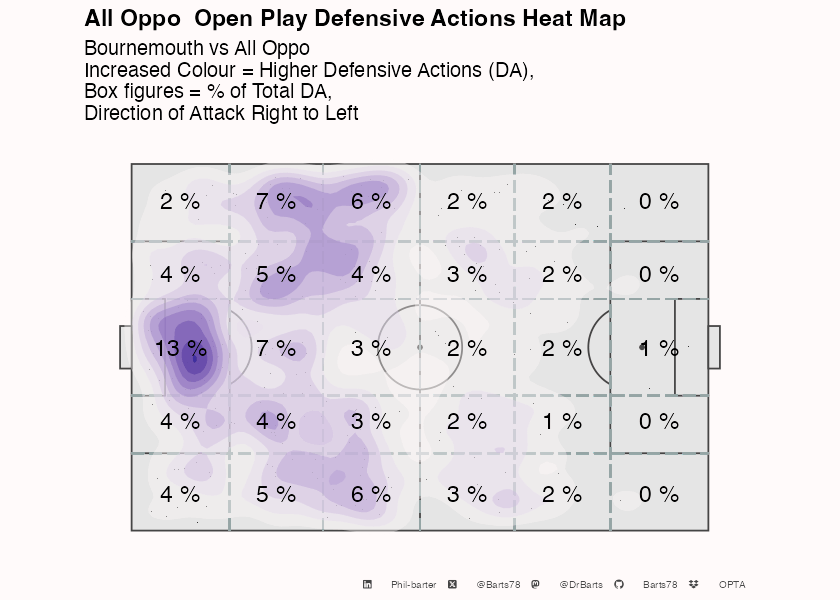 All Oppo  Open Play Defensive Actions Heat Map
Bournemouth vs All Oppo
Increased Colour = Higher Defensive Actions (DA),
Box figures = % of Total DA,
Direction of Attack Right to Left
2 % 7 % 6 % 2 % 2 % 0 %
4 % 5 % 4 % 3 % 2 % 0 %
13 % 7 % 3 % 2 % 2 % 1 %
4 % 4 % 3 % 2 % 1 % 0 %
4 % 5 % 6 % 3 % 2 % 0 %
Phil-barter @Barts78 @DrBarts Barts78 OPTA